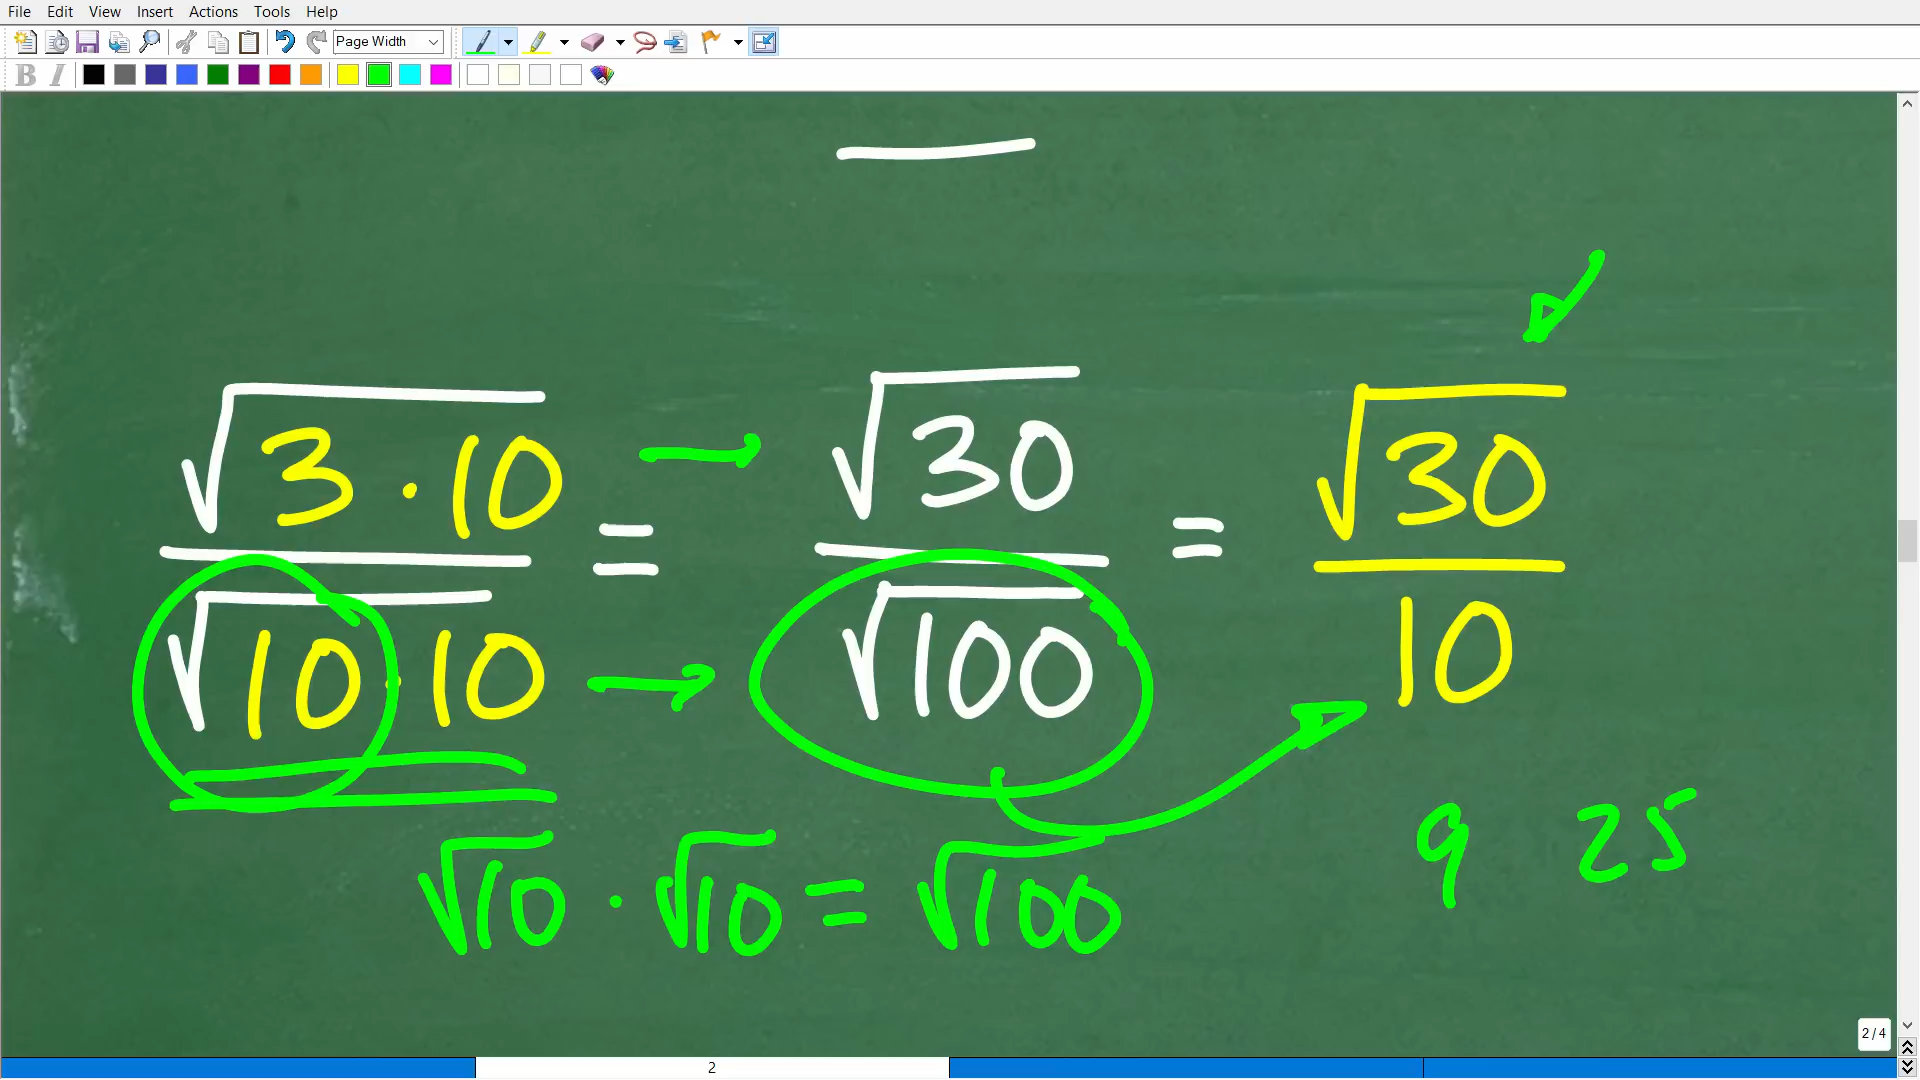 File Edit View Insert Actions Tools Help
Page Width
B I
√3·10 / √10·10 = √30 / √100 = √30 / 10
√10 · √10 = √100
9 25
2/4
2